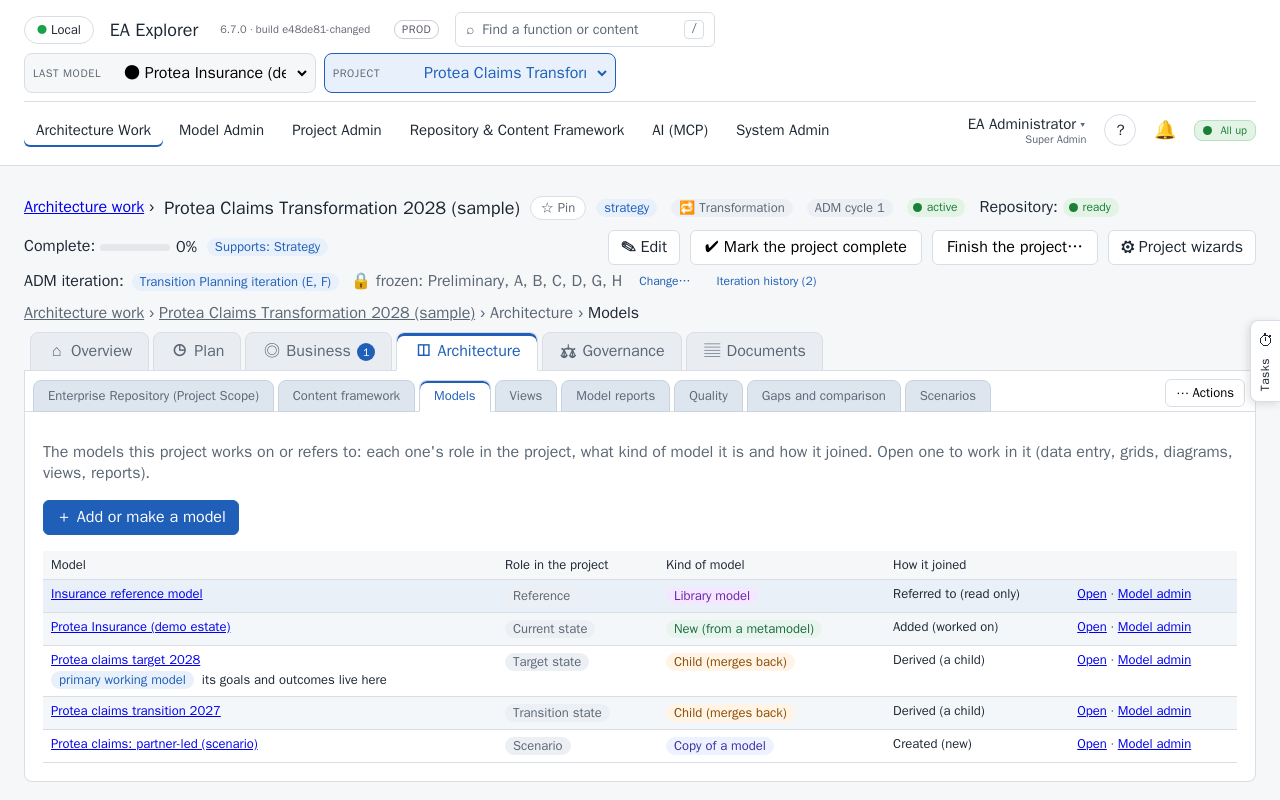 Local
EA Explorer
6.7.0 · build e48de81-changed
PROD
Find a function or content
/
LAST MODEL
Protea Insurance (de
PROJECT
Protea Claims Transfor
Architecture Work
Model Admin
Project Admin
Repository & Content Framework
AI (MCP)
System Admin
EA Administrator
Super Admin
?
All up
Architecture work ›
Protea Claims Transformation 2028 (sample)
☆ Pin
strategy
🔁 Transformation
ADM cycle 1
active
Repository:
ready
Complete:
0%
Supports: Strategy
✎ Edit
✔ Mark the project complete
Finish the project⋯
⚙ Project wizards
ADM iteration:
Transition Planning iteration (E, F)
🔒 frozen: Preliminary, A, B, C, D, G, H
Change⋯
Iteration history (2)
Architecture work › Protea Claims Transformation 2028 (sample) › Architecture › Models
Overview
Plan
Business 1
Architecture
Governance
Documents
Tasks
Enterprise Repository (Project Scope)
Content framework
Models
Views
Model reports
Quality
Gaps and comparison
Scenarios
⋯ Actions
The models this project works on or refers to: each one's role in the project, what kind of model it is and how it joined. Open one to work in it (data entry, grids, diagrams,
views, reports).
+ Add or make a model
Model
Role in the project
Kind of model
How it joined
Insurance reference model
Reference
Library model
Referred to (read only)
Open · Model admin
Protea Insurance (demo estate)
Current state
New (from a metamodel)
Added (worked on)
Open · Model admin
Protea claims target 2028
primary working model its goals and outcomes live here
Target state
Child (merges back)
Derived (a child)
Open · Model admin
Protea claims transition 2027
Transition state
Child (merges back)
Derived (a child)
Open · Model admin
Protea claims: partner-led (scenario)
Scenario
Copy of a model
Created (new)
Open · Model admin